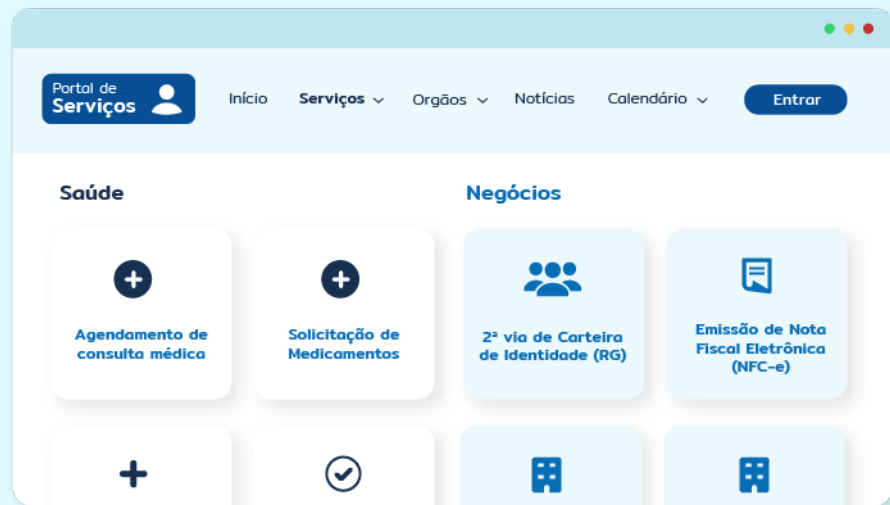 Portal de
Serviços
Início
Serviços
Orgãos
Notícias
Calendário
Entrar
Saúde
Negócios
Agendamento de
consulta médica
Solicitação de
Medicamentos
2ª via de Carteira
de Identidade (RG)
Emissão de Nota
Fiscal Eletrônica
(NFC-e)